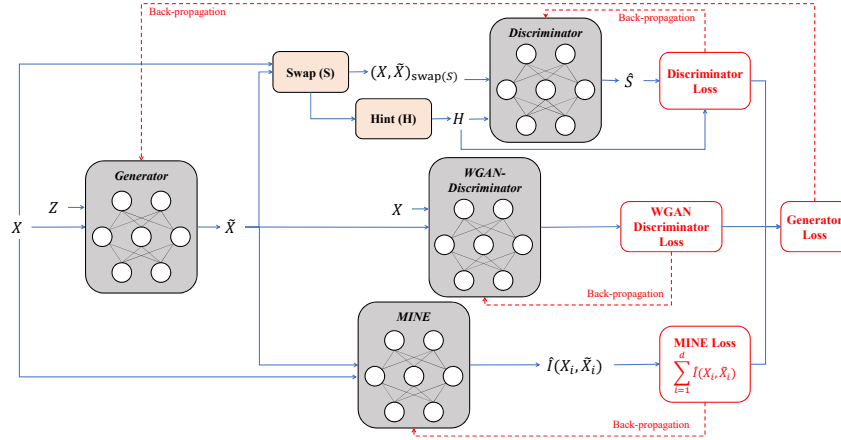 Back-propagation
Discriminator
Back-propagation
Swap (S)
(X, X̃)swap(S)
Ŝ
Discriminator
Loss
Hint (H)
H
Generator
WGAN-
Discriminator
Z
X
X
X̃
WGAN
Discriminator
Loss
Generator
Loss
Back-propagation
MINE
Î(Xᵢ, X̃ᵢ)
MINE Loss
d
∑ Î(Xᵢ, X̃ᵢ)
i=1
Back-propagation